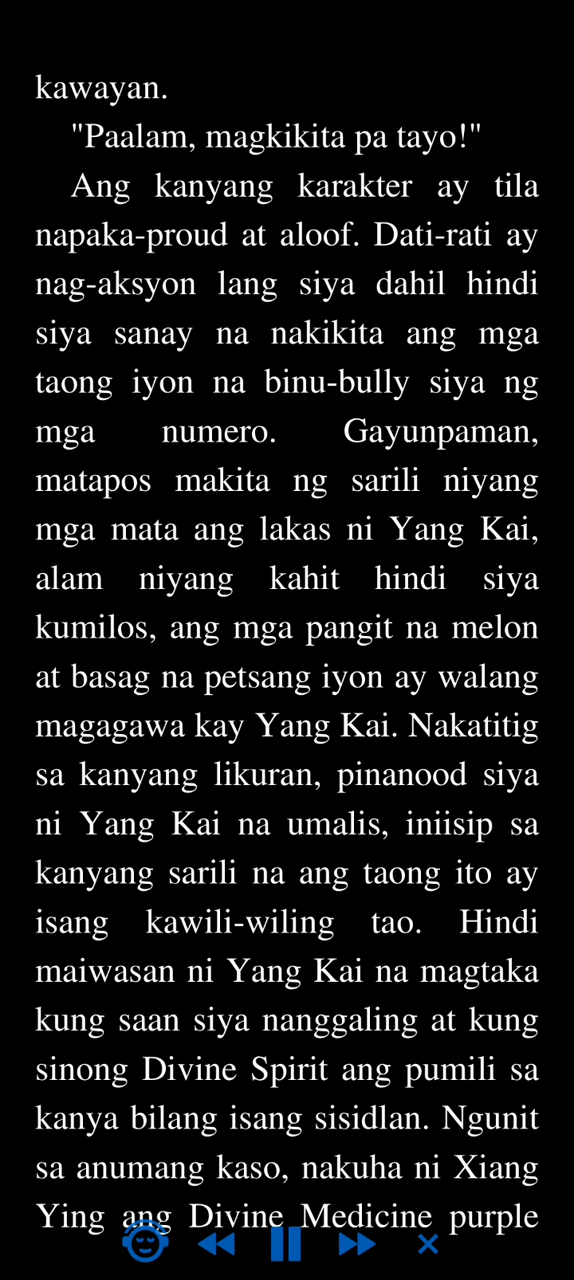 kawayan.
"Paalam, magkikita pa tayo!"
Ang kanyang karakter ay tila
napaka-proud at aloof. Dati-rati ay
nag-aksyon lang siya dahil hindi
siya sanay na nakikita ang mga
taong iyon na binu-bully siya ng
mga numero. Gayunpaman,
matapos makita ng sarili niyang
mga mata ang lakas ni Yang Kai,
alam niyang kahit hindi siya
kumilos, ang mga pangit na melon
at basag na petsang iyon ay walang
magagawa kay Yang Kai. Nakatitig
sa kanyang likuran, pinanood siya
ni Yang Kai na umalis, iniisip sa
kanyang sarili na ang taong ito ay
isang kawili-wiling tao. Hindi
maiwasan ni Yang Kai na magtaka
kung saan siya nanggaling at kung
sinong Divine Spirit ang pumili sa
kanya bilang isang sisidlan. Ngunit
sa anumang kaso, nakuha ni Xiang
Ying ang Divine Medicine purple